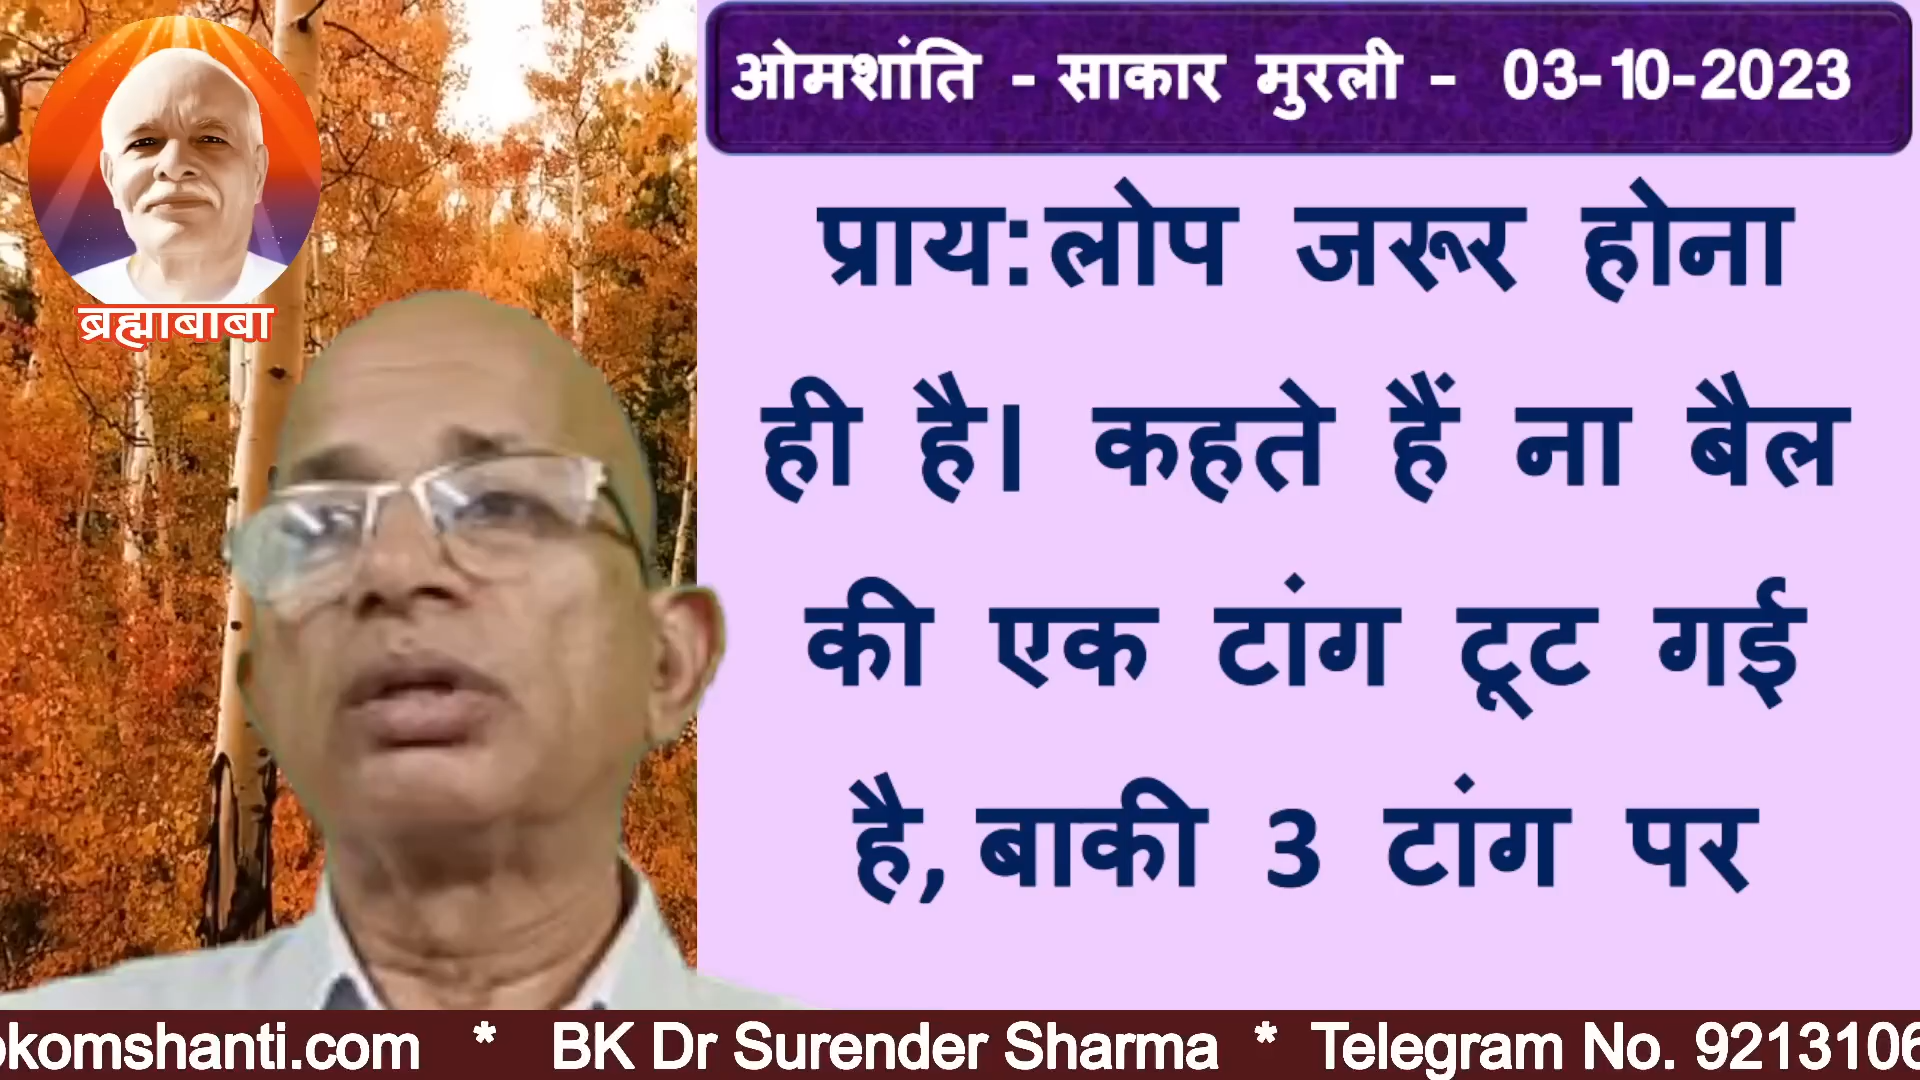 ओमशांति - साकार मुरली - 03-10-2023
ब्रह्माबाबा
प्राय:लोप जरूर होना
ही है। कहते हैं ना बैल
की एक टांग टूट गई
है, बाकी 3 टांग पर
okomshanti.com * BK Dr Surender Sharma * Telegram No. 9213106